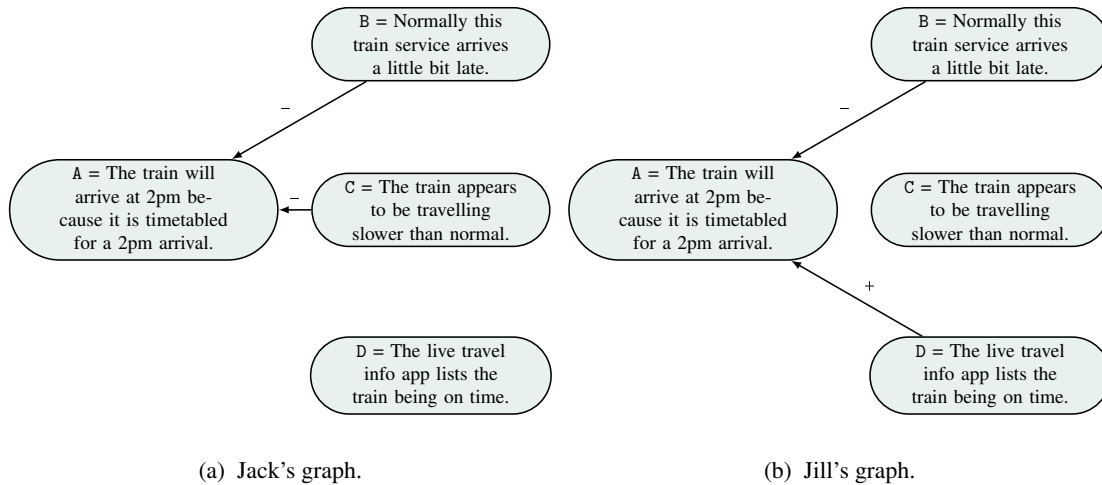 B = Normally this
train service arrives
a little bit late.
–
A = The train will
arrive at 2pm be-
cause it is timetabled
for a 2pm arrival.
–
C = The train appears
to be travelling
slower than normal.
D = The live travel
info app lists the
train being on time.
(a) Jack's graph.
B = Normally this
train service arrives
a little bit late.
–
A = The train will
arrive at 2pm be-
cause it is timetabled
for a 2pm arrival.
C = The train appears
to be travelling
slower than normal.
+
D = The live travel
info app lists the
train being on time.
(b) Jill's graph.